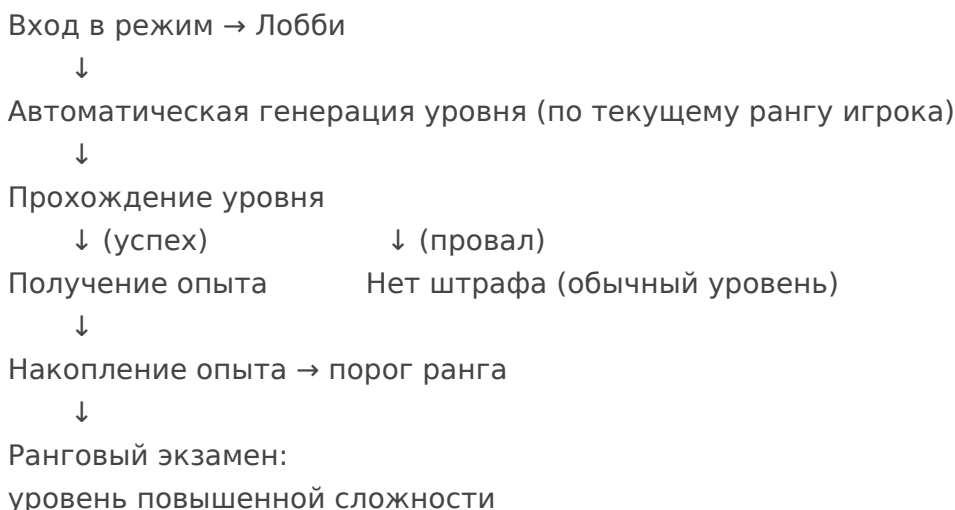 Вход в режим → Лобби
↓
Автоматическая генерация уровня (по текущему рангу игрока)
↓
Прохождение уровня
↓ (успех) ↓ (провал)
Получение опыта Нет штрафа (обычный уровень)
↓
Накопление опыта → порог ранга
↓
Ранговый экзамен:
уровень повышенной сложности